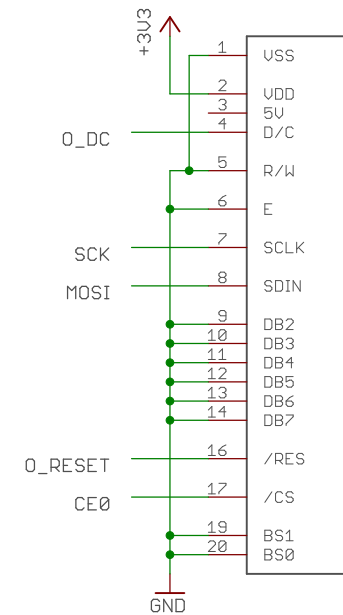 +3V3
1 VSS
2 VDD
3 5V
O_DC 4 D/C
5 R/W
6 E
SCK 7 SCLK
MOSI 8 SDIN
9 DB2
10 DB3
11 DB4
12 DB5
13 DB6
14 DB7
O_RESET 16 /RES
CE0 17 /CS
19 BS1
20 BS0
GND